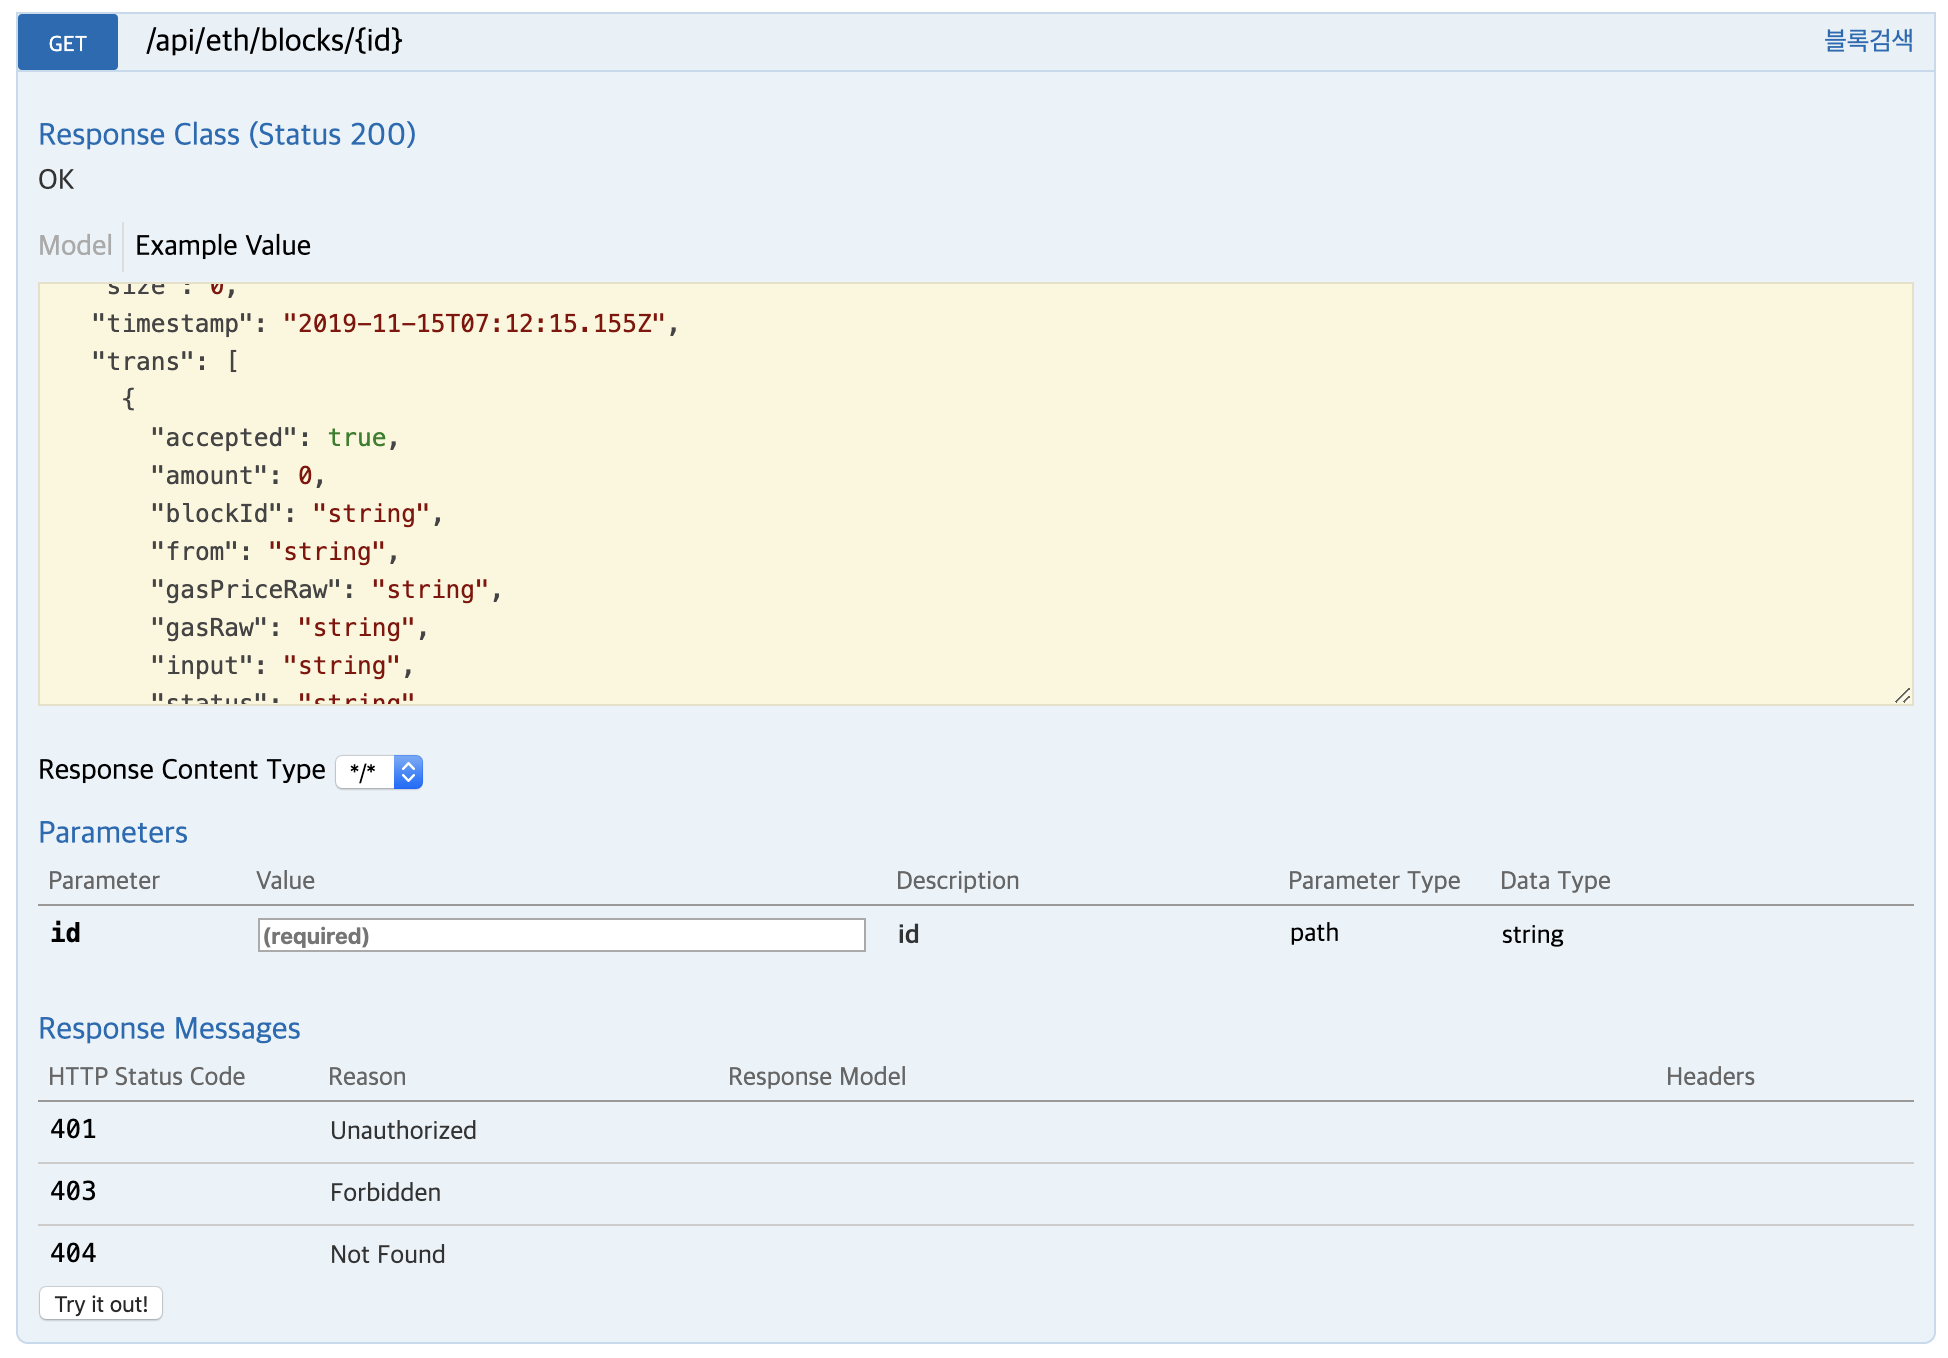 GET /api/eth/blocks/{id} 블록검색
Response Class (Status 200)
OK
Model Example Value
"size": 0,
"timestamp": "2019-11-15T07:12:15.155Z",
"trans": [
{
"accepted": true,
"amount": 0,
"blockId": "string",
"from": "string",
"gasPriceRaw": "string",
"gasRaw": "string",
"input": "string",
"status": "string"
Response Content Type */*
Parameters
Parameter Value Description Parameter Type Data Type
id (required) id path string
Response Messages
HTTP Status Code Reason Response Model Headers
401 Unauthorized
403 Forbidden
404 Not Found
Try it out!